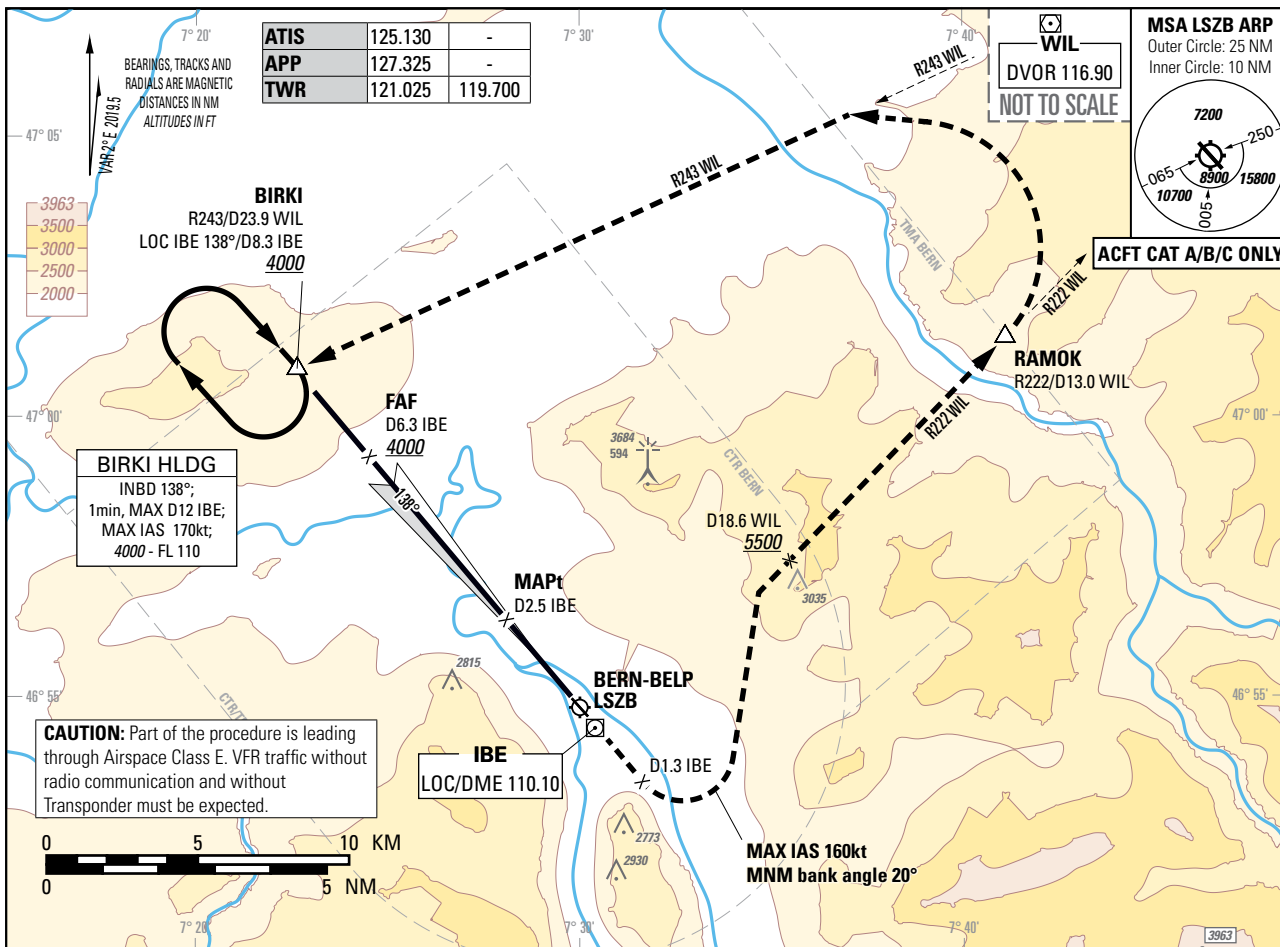 7° 20'
7° 30'
7° 40'
ATIS 125.130 -
APP 127.325 -
TWR 121.025 119.700
BEARINGS, TRACKS AND
RADIALS ARE MAGNETIC
DISTANCES IN NM
ALTITUDES IN FT
VAR 2° E 2019.5
WIL
DVOR 116.90
NOT TO SCALE
MSA LSZB ARP
Outer Circle: 25 NM
Inner Circle: 10 NM
7200
250
065
8900
15800
10700
005
ACFT CAT A/B/C ONLY
R243 WIL
47° 05'
R243 WIL
TMA BERN
R222 WIL
3963
3500
3000
2500
2000
BIRKI
R243/D23.9 WIL
LOC IBE 138°/D8.3 IBE
4000
RAMOK
R222/D13.0 WIL
FAF
D6.3 IBE
4000
47° 00'
47° 00'
R222 WIL
3684
594
CTR BERN
BIRKI HLDG
INBD 138°;
1min, MAX D12 IBE;
MAX IAS 170kt;
4000 - FL 110
138°
D18.6 WIL
5500
3035
MAPt
D2.5 IBE
2815
BERN-BELP
LSZB
46° 55'
46° 55'
CAUTION: Part of the procedure is leading
through Airspace Class E. VFR traffic without
radio communication and without
Transponder must be expected.
IBE
LOC/DME 110.10
D1.3 IBE
2773
2930
MAX IAS 160kt
MNM bank angle 20°
0 5 10 KM
0 5 NM
7° 20'
7° 30'
7° 40'
3963